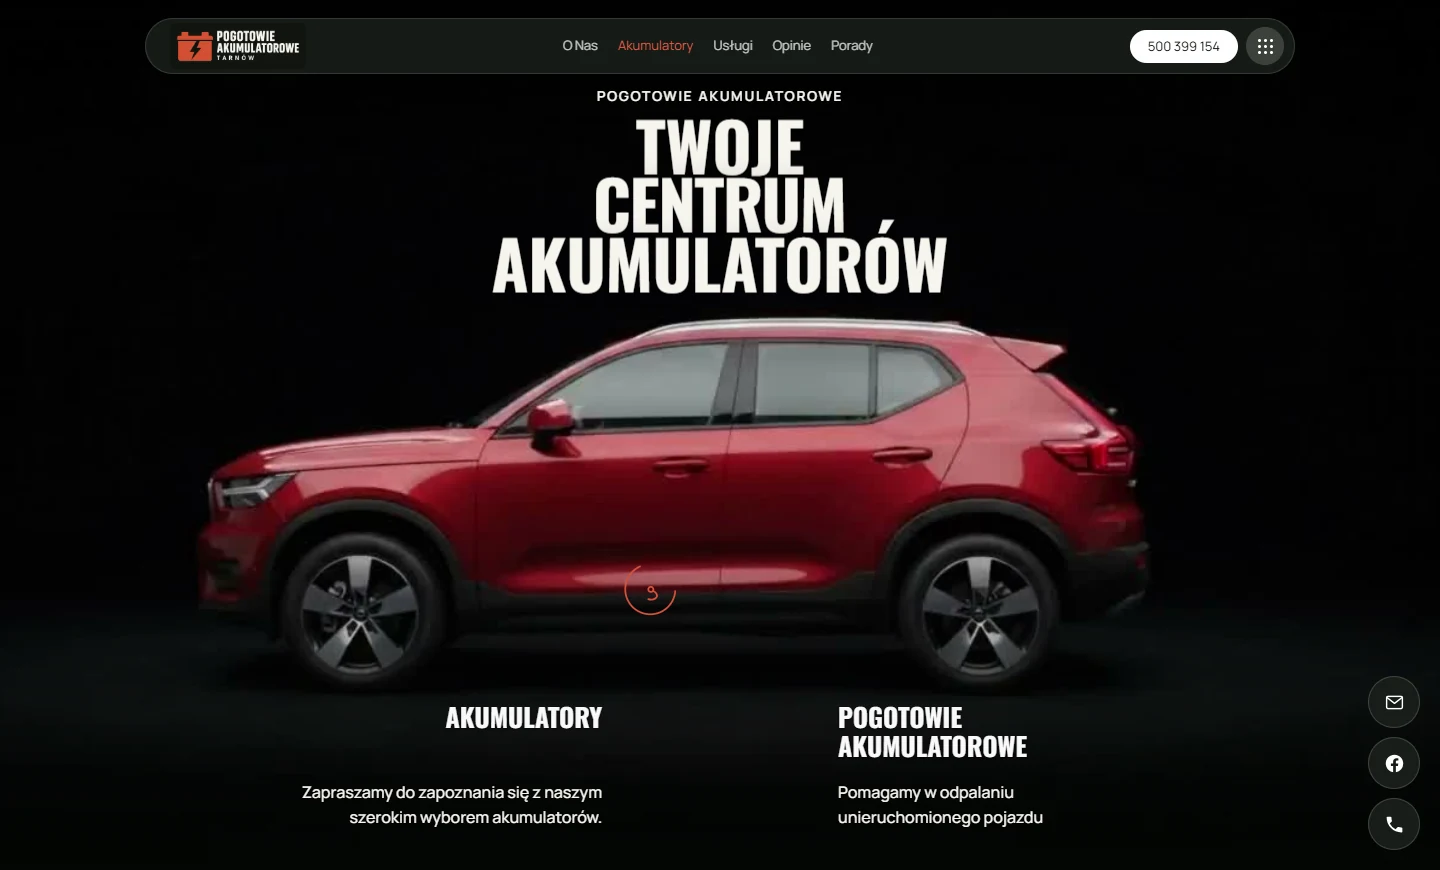 POGOTOWIE
AKUMULATOROWE
TARNÓW
O Nas
Akumulatory
Usługi
Opinie
Porady
500 399 154
POGOTOWIE AKUMULATOROWE
TWOJE
CENTRUM
AKUMULATORÓW
AKUMULATORY
Zapraszamy do zapoznania się z naszym
szerokim wyborem akumulatorów.
POGOTOWIE
AKUMULATOROWE
Pomagamy w odpalaniu
unieruchomionego pojazdu